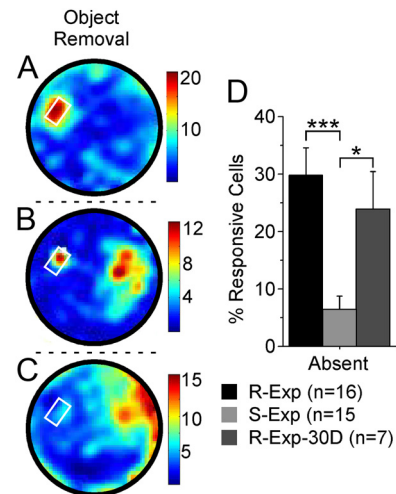 Object
Removal
A
20
10
B
12
8
4
C
15
10
5
D
% Responsive Cells
40
30
20
10
0
***
*
Absent
R-Exp (n=16)
S-Exp (n=15
R-Exp-30D (n=7)